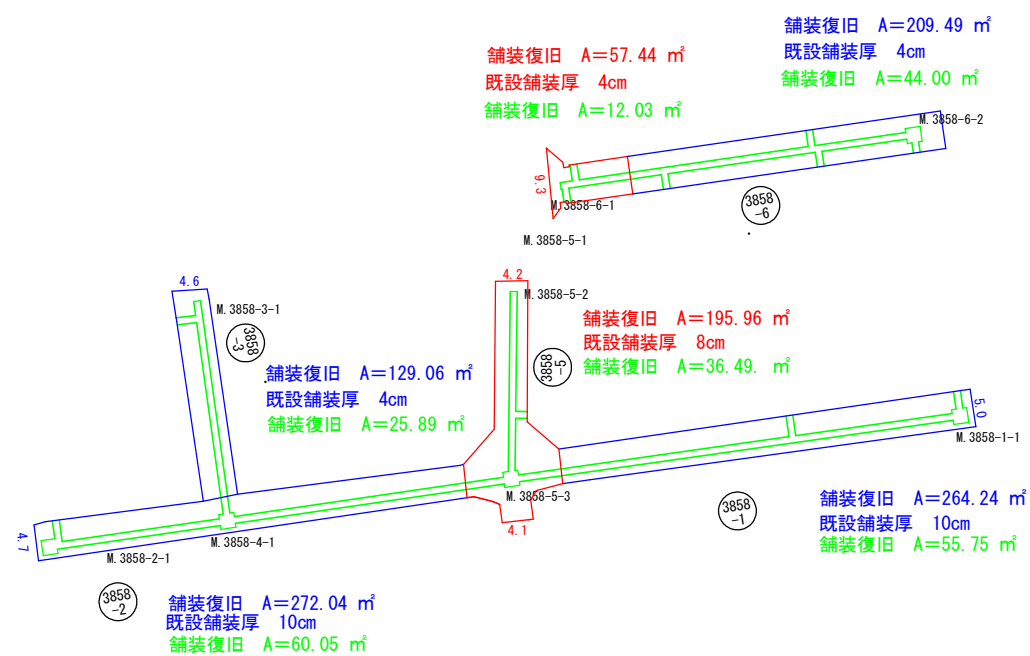 舗装復旧 A＝209.49 ㎡
既設舗装厚 4cm
舗装復旧 A＝44.00 ㎡
舗装復旧 A＝57.44 ㎡
既設舗装厚 4cm
舗装復旧 A＝12.03 ㎡
M.3858-6-2
9.3
M.3858-6-1
3858
-6
M.3858-5-1
4.6
4.2
M.3858-5-2
M.3858-3-1
3858
-3
舗装復旧 A＝195.96 ㎡
既設舗装厚 8cm
舗装復旧 A＝36.49. ㎡
3858
-5
舗装復旧 A＝129.06 ㎡
既設舗装厚 4cm
舗装復旧 A＝25.89 ㎡
5.0
M.3858-1-1
M.3858-5-3
3858
-1
舗装復旧 A＝264.24 ㎡
既設舗装厚 10cm
舗装復旧 A＝55.75 ㎡
4.1
4.7
M.3858-4-1
M.3858-2-1
3858
-2
舗装復旧 A＝272.04 ㎡
既設舗装厚 10cm
舗装復旧 A＝60.05 ㎡